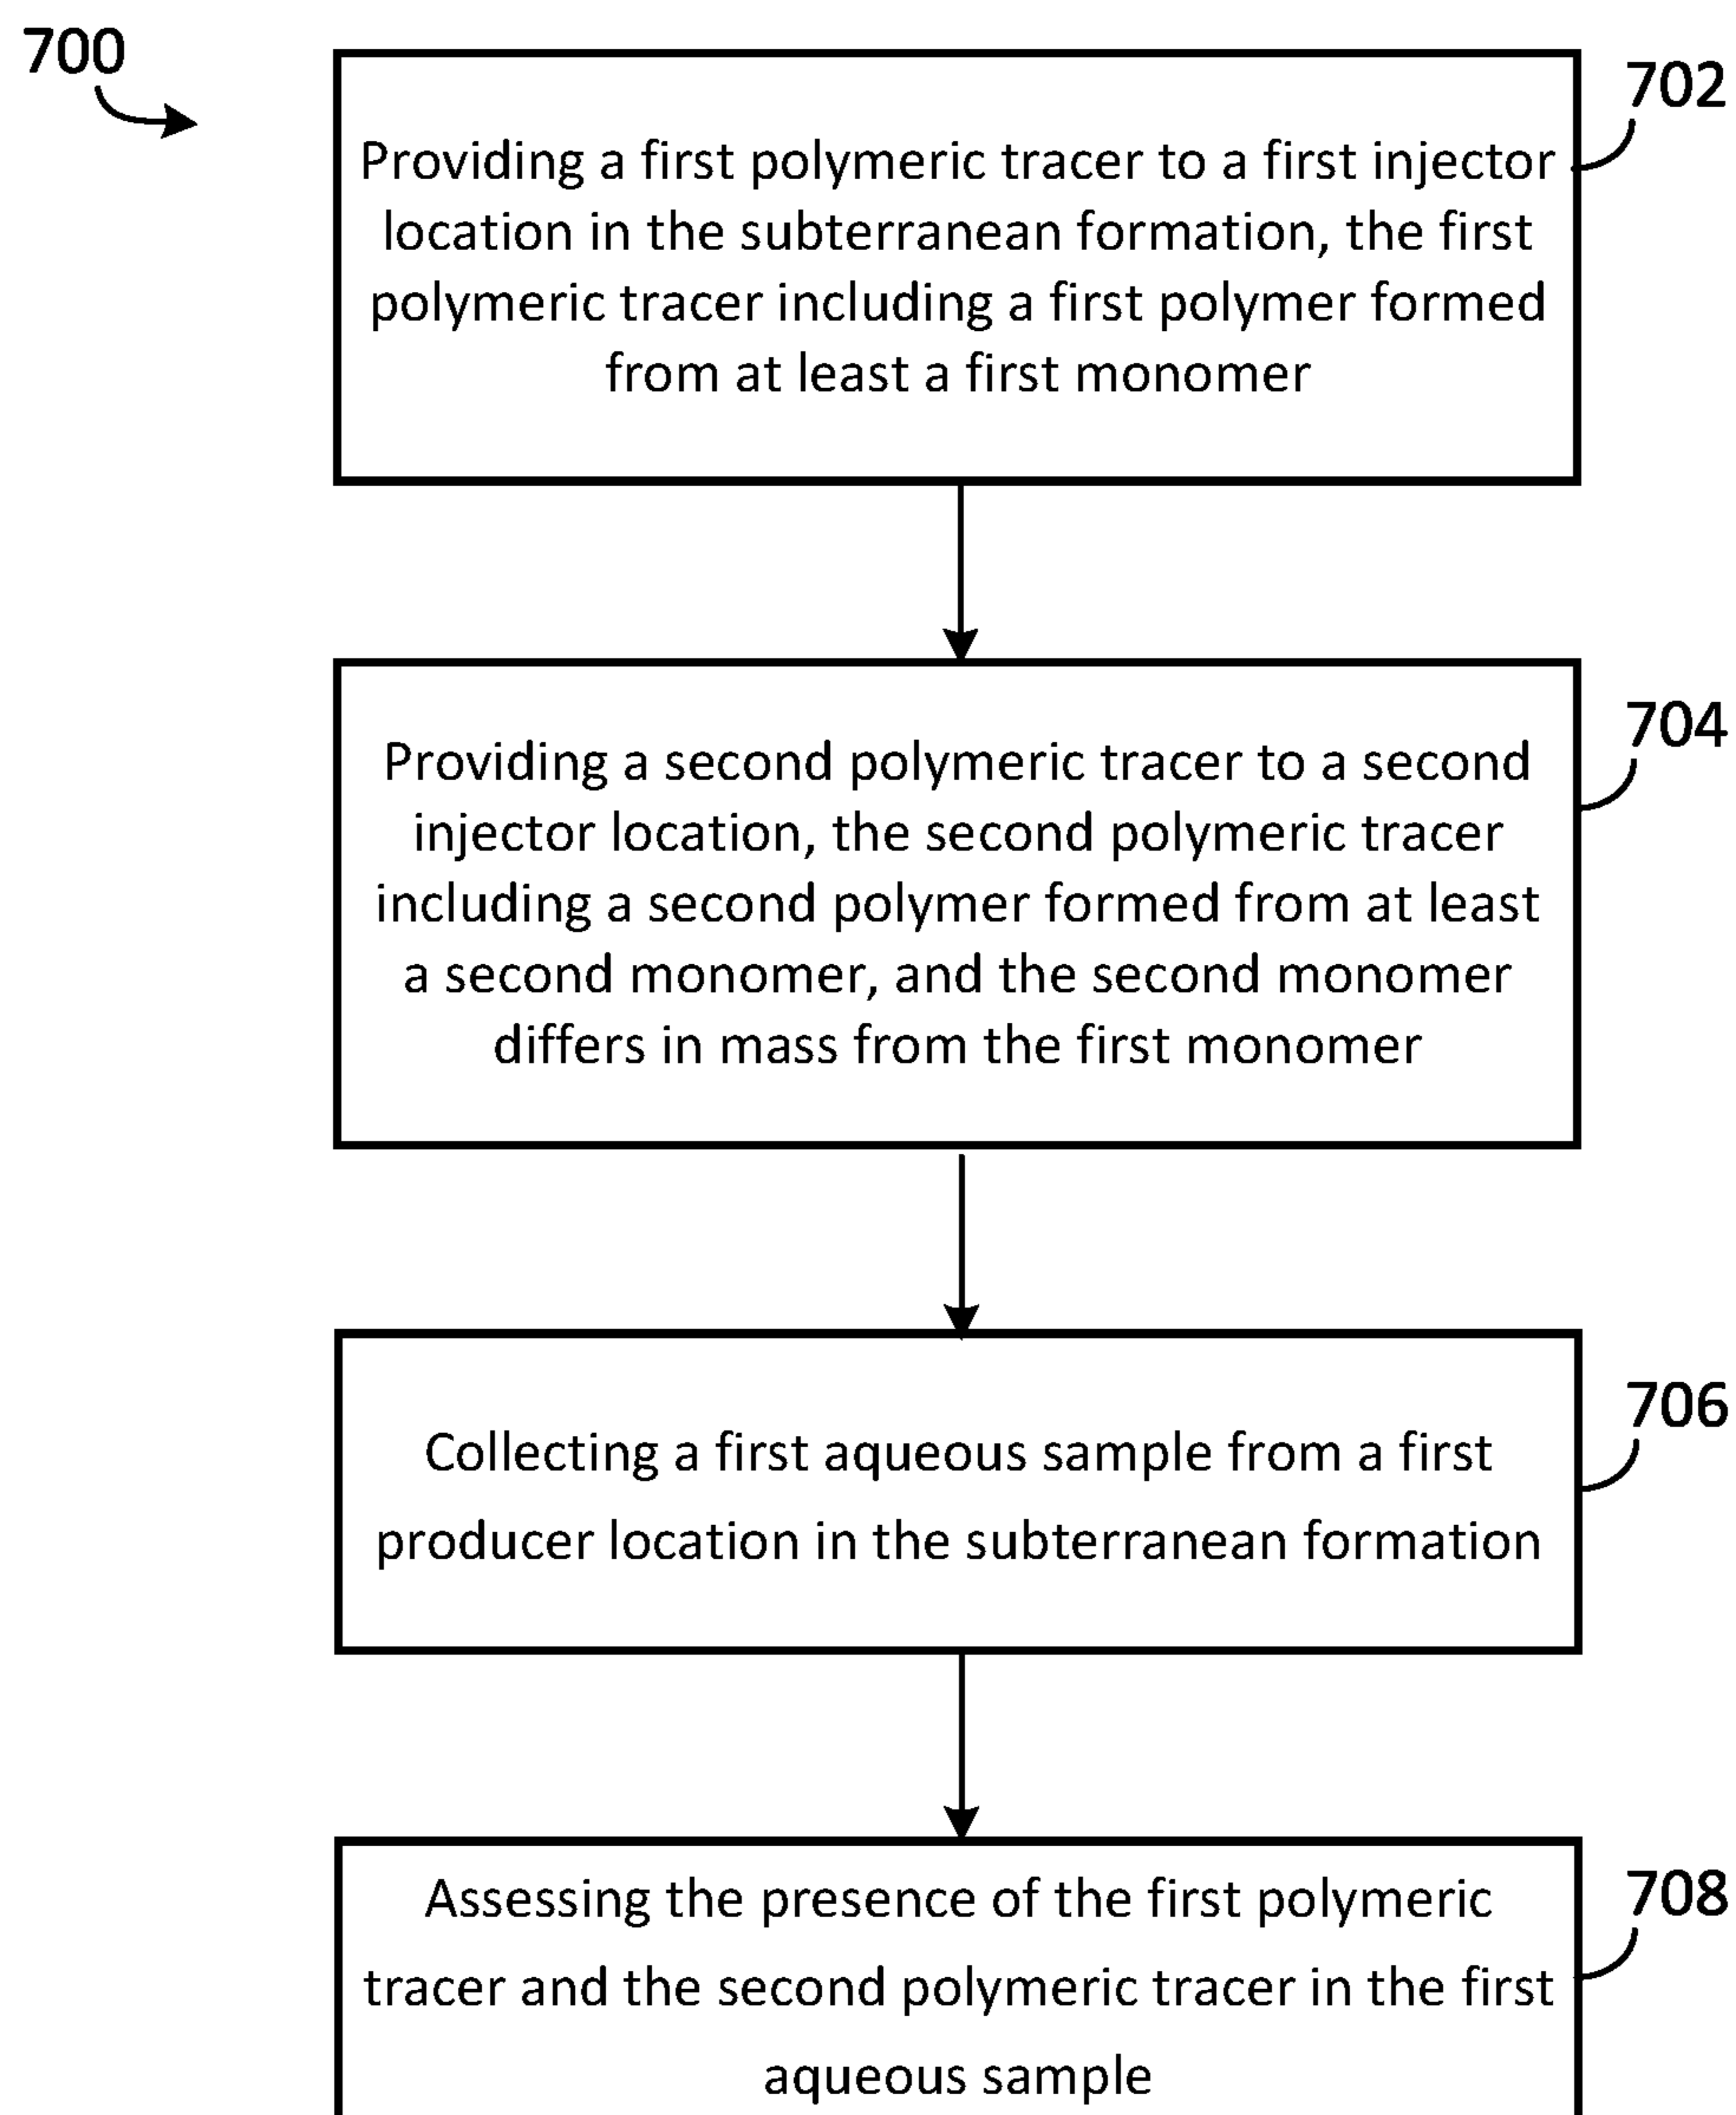 700
702
Providing a first polymeric tracer to a first injector
location in the subterranean formation, the first
polymeric tracer including a first polymer formed
from at least a first monomer
704
Providing a second polymeric tracer to a second
injector location, the second polymeric tracer
including a second polymer formed from at least
a second monomer, and the second monomer
differs in mass from the first monomer
706
Collecting a first aqueous sample from a first
producer location in the subterranean formation
708
Assessing the presence of the first polymeric
tracer and the second polymeric tracer in the first
aqueous sample